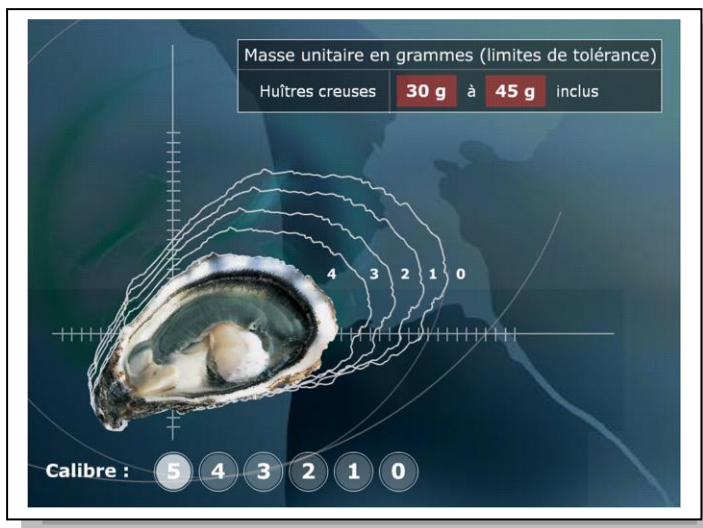 Masse unitaire en grammes (limites de tolérance)
Huîtres creuses 30 g à 45 g inclus
4 3 2 1 0
Calibre : 5 4 3 2 1 0